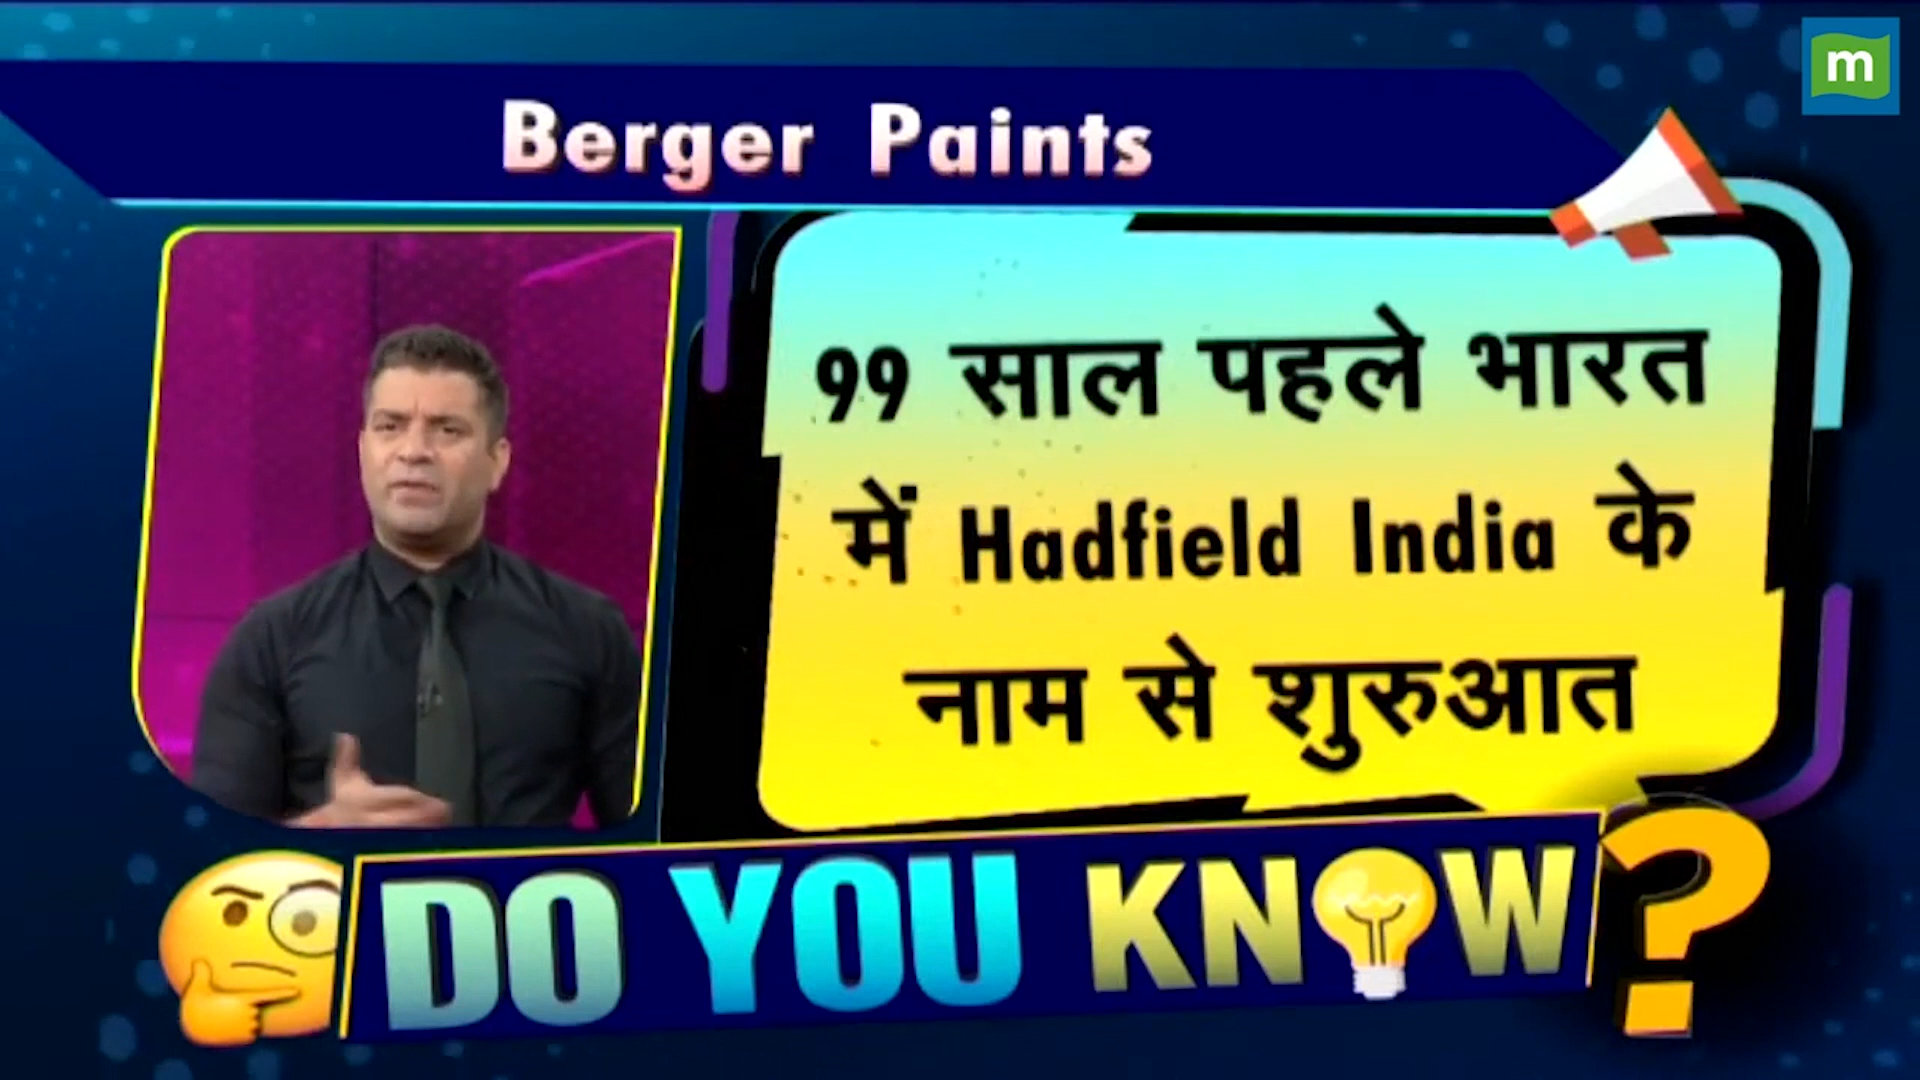 m
Berger Paints
99 साल पहले भारत
में Hadfield India के
नाम से शुरुआत
DO YOU KNOW?